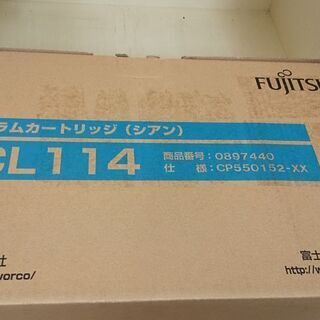 FUJITSU
ラムカートリッジ（シアン）
CL114
商品番号：0897440
仕　様：CP550152-XX
社
worco/
富士
http://w